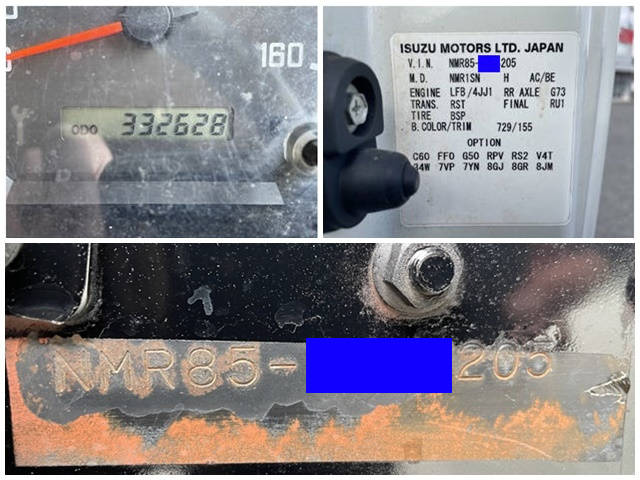 160
ODO 332628
ISUZU MOTORS LTD. JAPAN
V.I.N. NMR85- 205
M.D. NMR1SN H AC/BE
ENGINE LFB/4JJ1 RR AXLE G73
TRANS. RST FINAL RU1
TIRE BSP
B.COLOR/TRIM 729/155
OPTION
C60 FF0 G50 RPV RS2 V4T
34W 7VP 7YN 8GJ 8GR 8JM
NMR85- 205